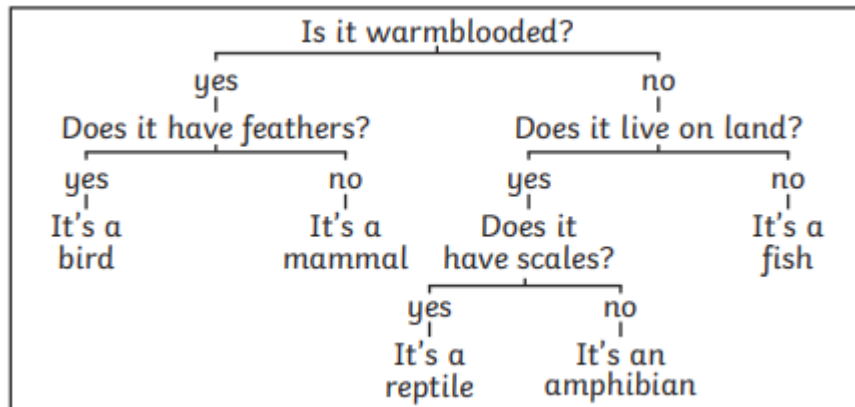 Is it warmblooded?
yes
no
Does it have feathers?
Does it live on land?
yes
no
yes
no
It's a
bird
It's a
mammal
Does it
have scales?
It's a
fish
yes
no
It's a
reptile
It's an
amphibian